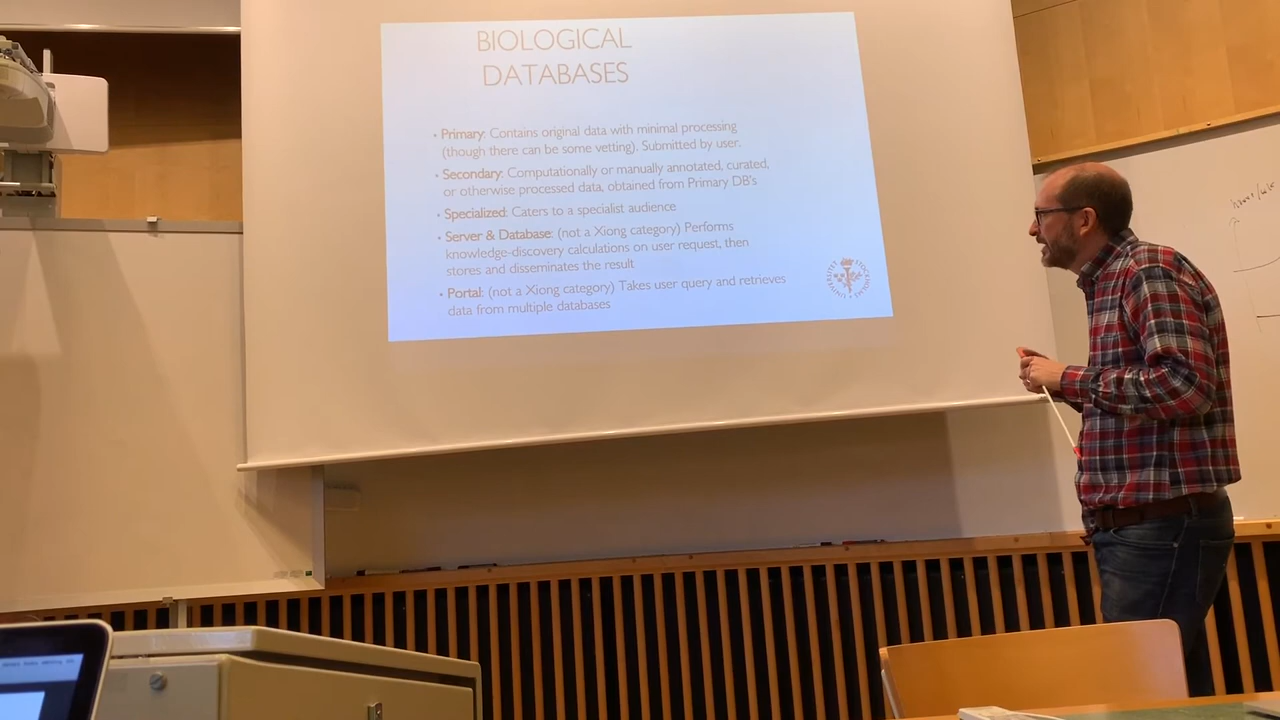 BIOLOGICAL
DATABASES
• Primary: Contains original data with minimal processing
(though there can be some vetting). Submitted by user.
• Secondary: Computationally or manually annotated, curated,
or otherwise processed data, obtained from Primary DB's
• Specialized: Caters to a specialist audience
• Server & Database: (not a Xiong category) Performs
knowledge-discovery calculations on user request, then
stores and disseminates the result
• Portal: (not a Xiong category) Takes user query and retrieves
data from multiple databases
STOCKHOLMS
UNIVERSITET